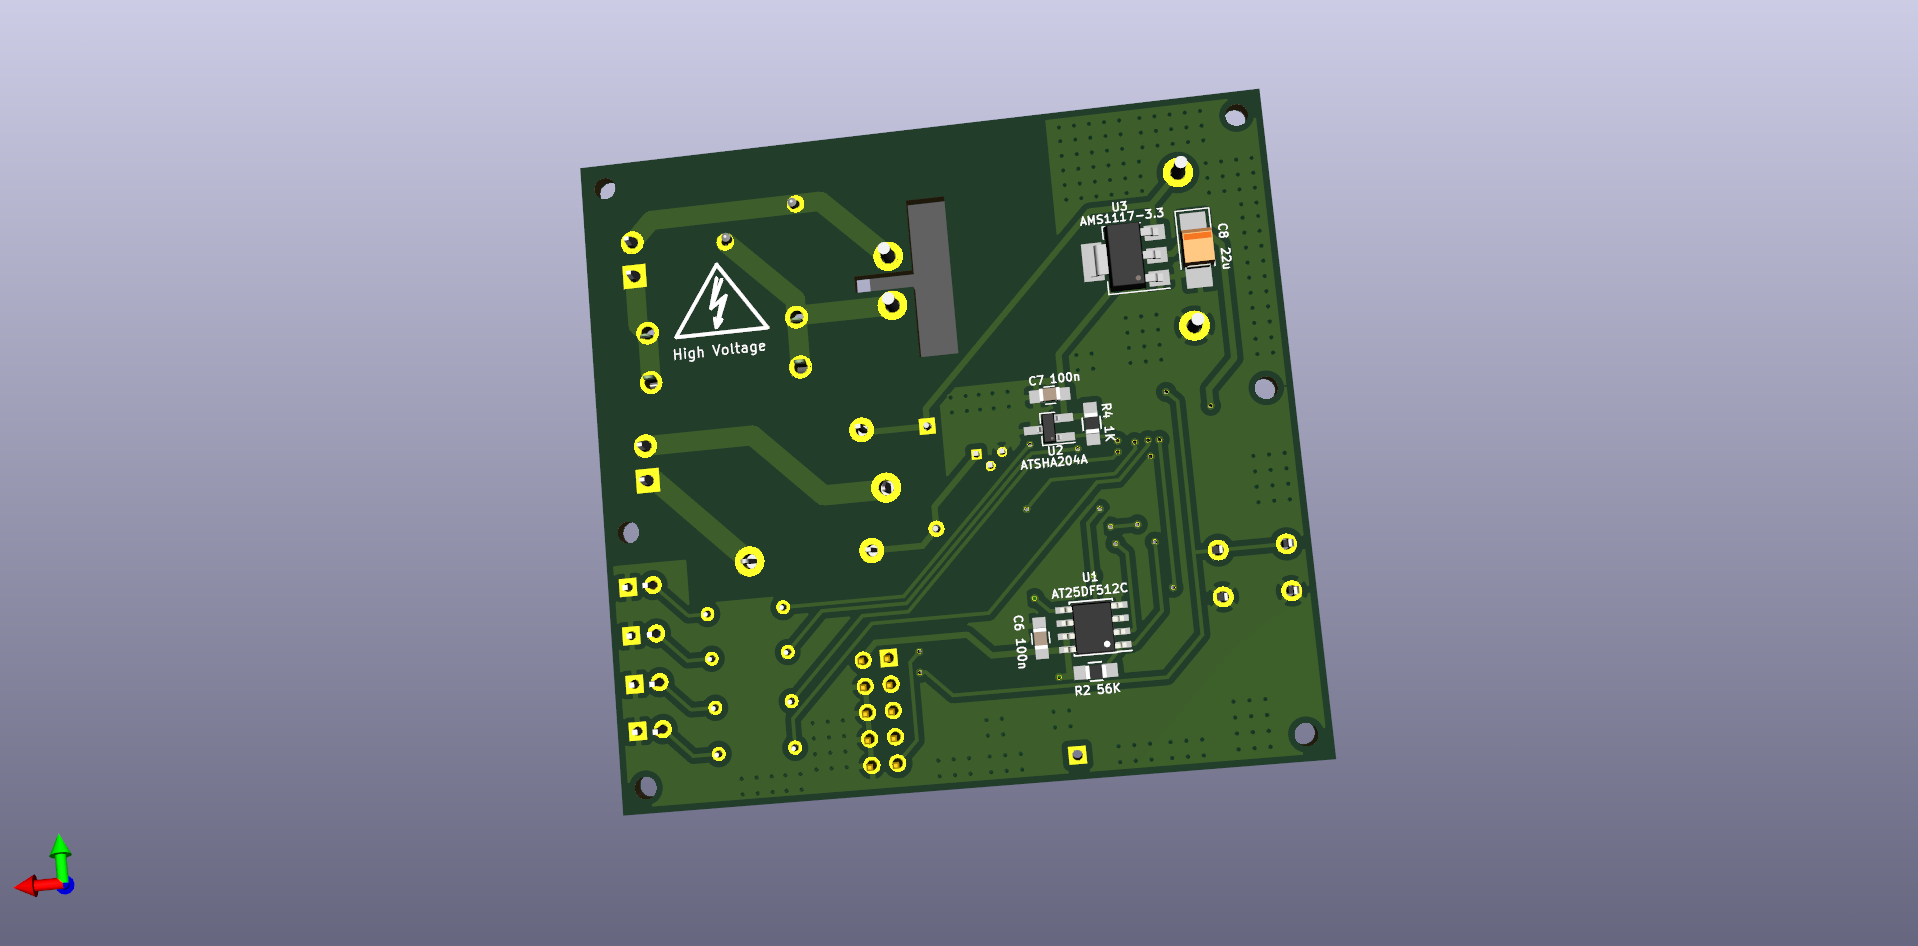 U3
AMS1117-3.3
C8 22u
High Voltage
C7 100n
R4 1K
U2
ATSHA204A
U1
AT25DF512C
C6 100n
R2 56K